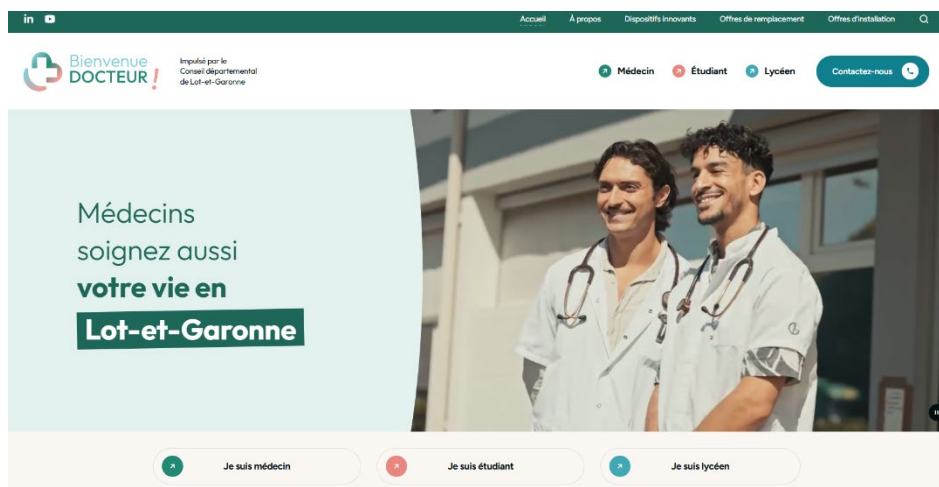 in
Accueil À propos Dispositifs innovants Offres de remplacement Offres d'installation
Bienvenue
DOCTEUR !
Impulsé par le
Conseil départemental
de Lot-et-Garonne
Médecin Étudiant Lycéen Contactez-nous
Médecins
soignez aussi
votre vie en
Lot-et-Garonne
Je suis médecin Je suis étudiant Je suis lycéen